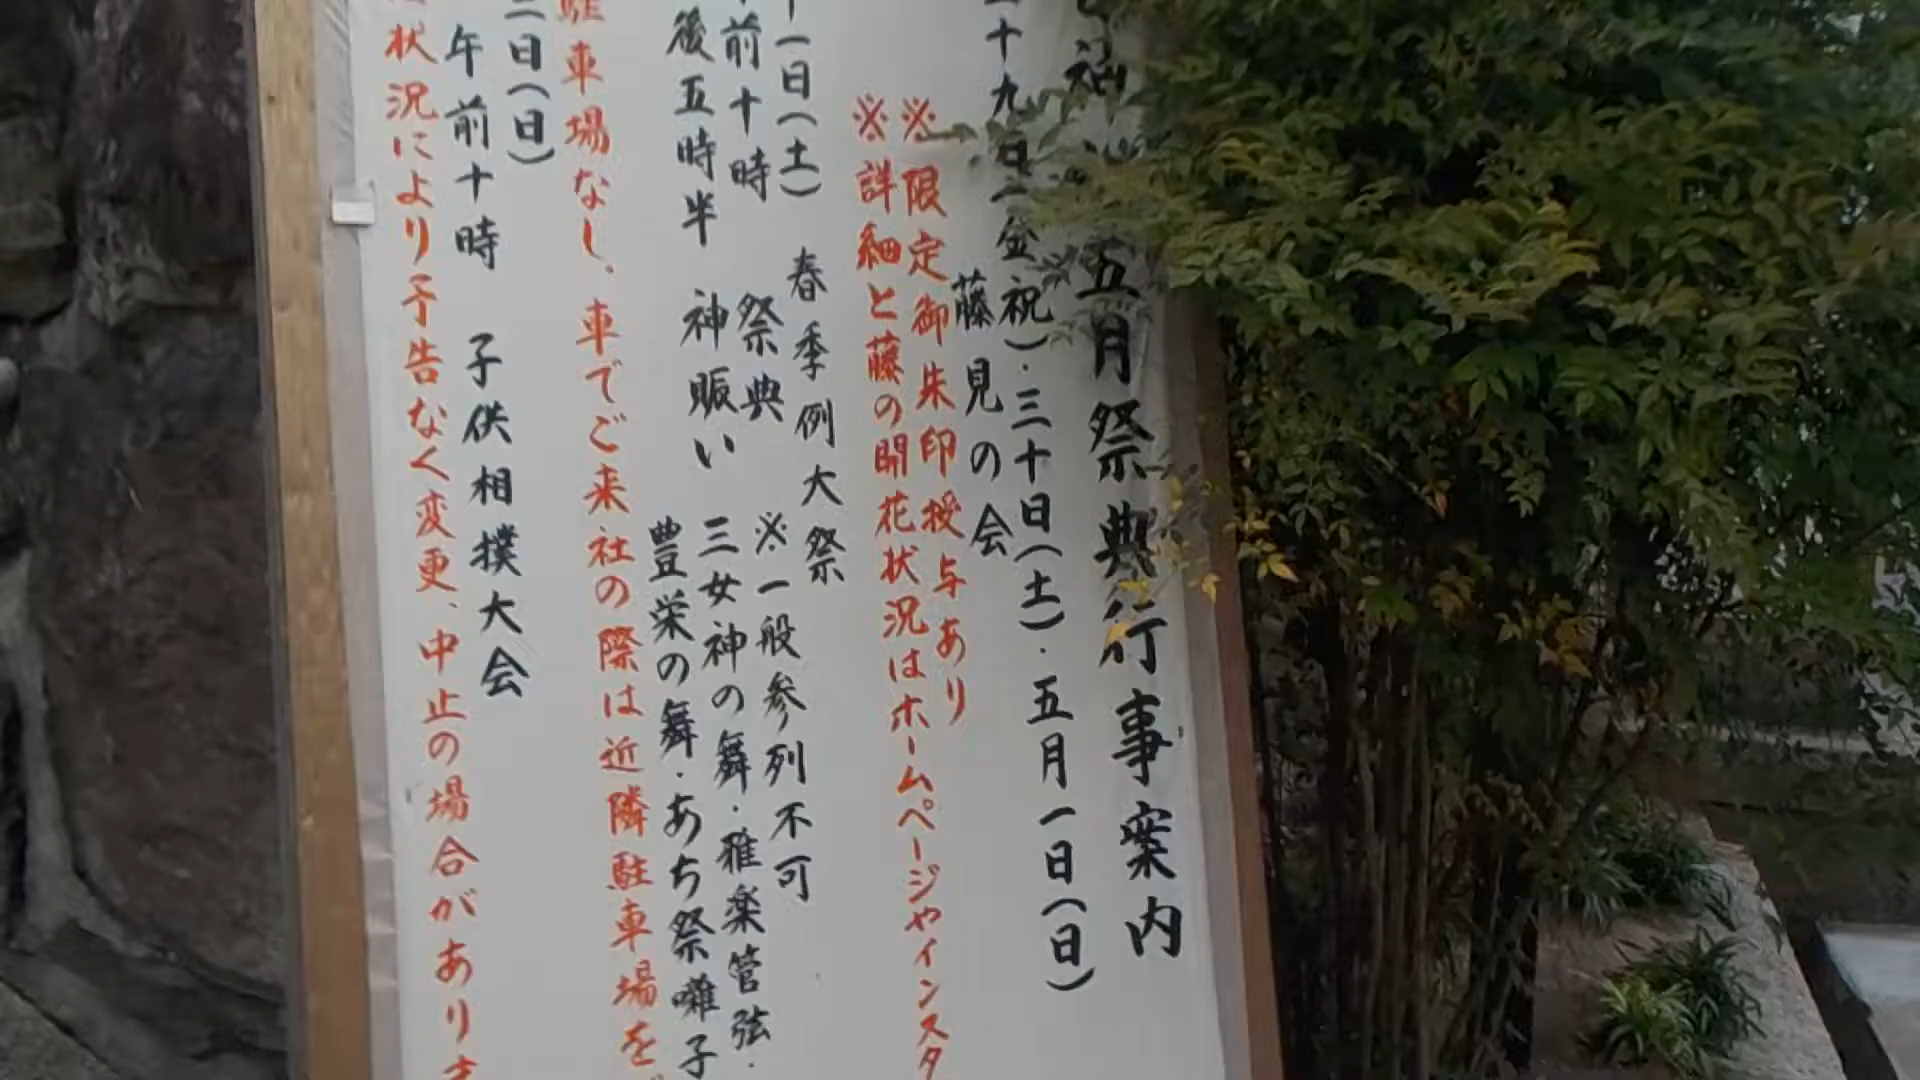 五月祭典行事案内
十九日(金祝)・三十日(土)・五月一日(日)
藤見の会
※限定御朱印授与あり
※詳細と藤の開花状況はホームページやインスタ
一日(土) 春季例大祭
前十時 祭典 ※一般参列不可
後五時半 神賑い 三女神の舞・雅楽管弦・
豊栄の舞・あち祭囃子
駐車場なし、車でご来社の際は近隣駐車場を
二日(日)
午前十時 子供相撲大会
状況により予告なく変更、中止の場合があります